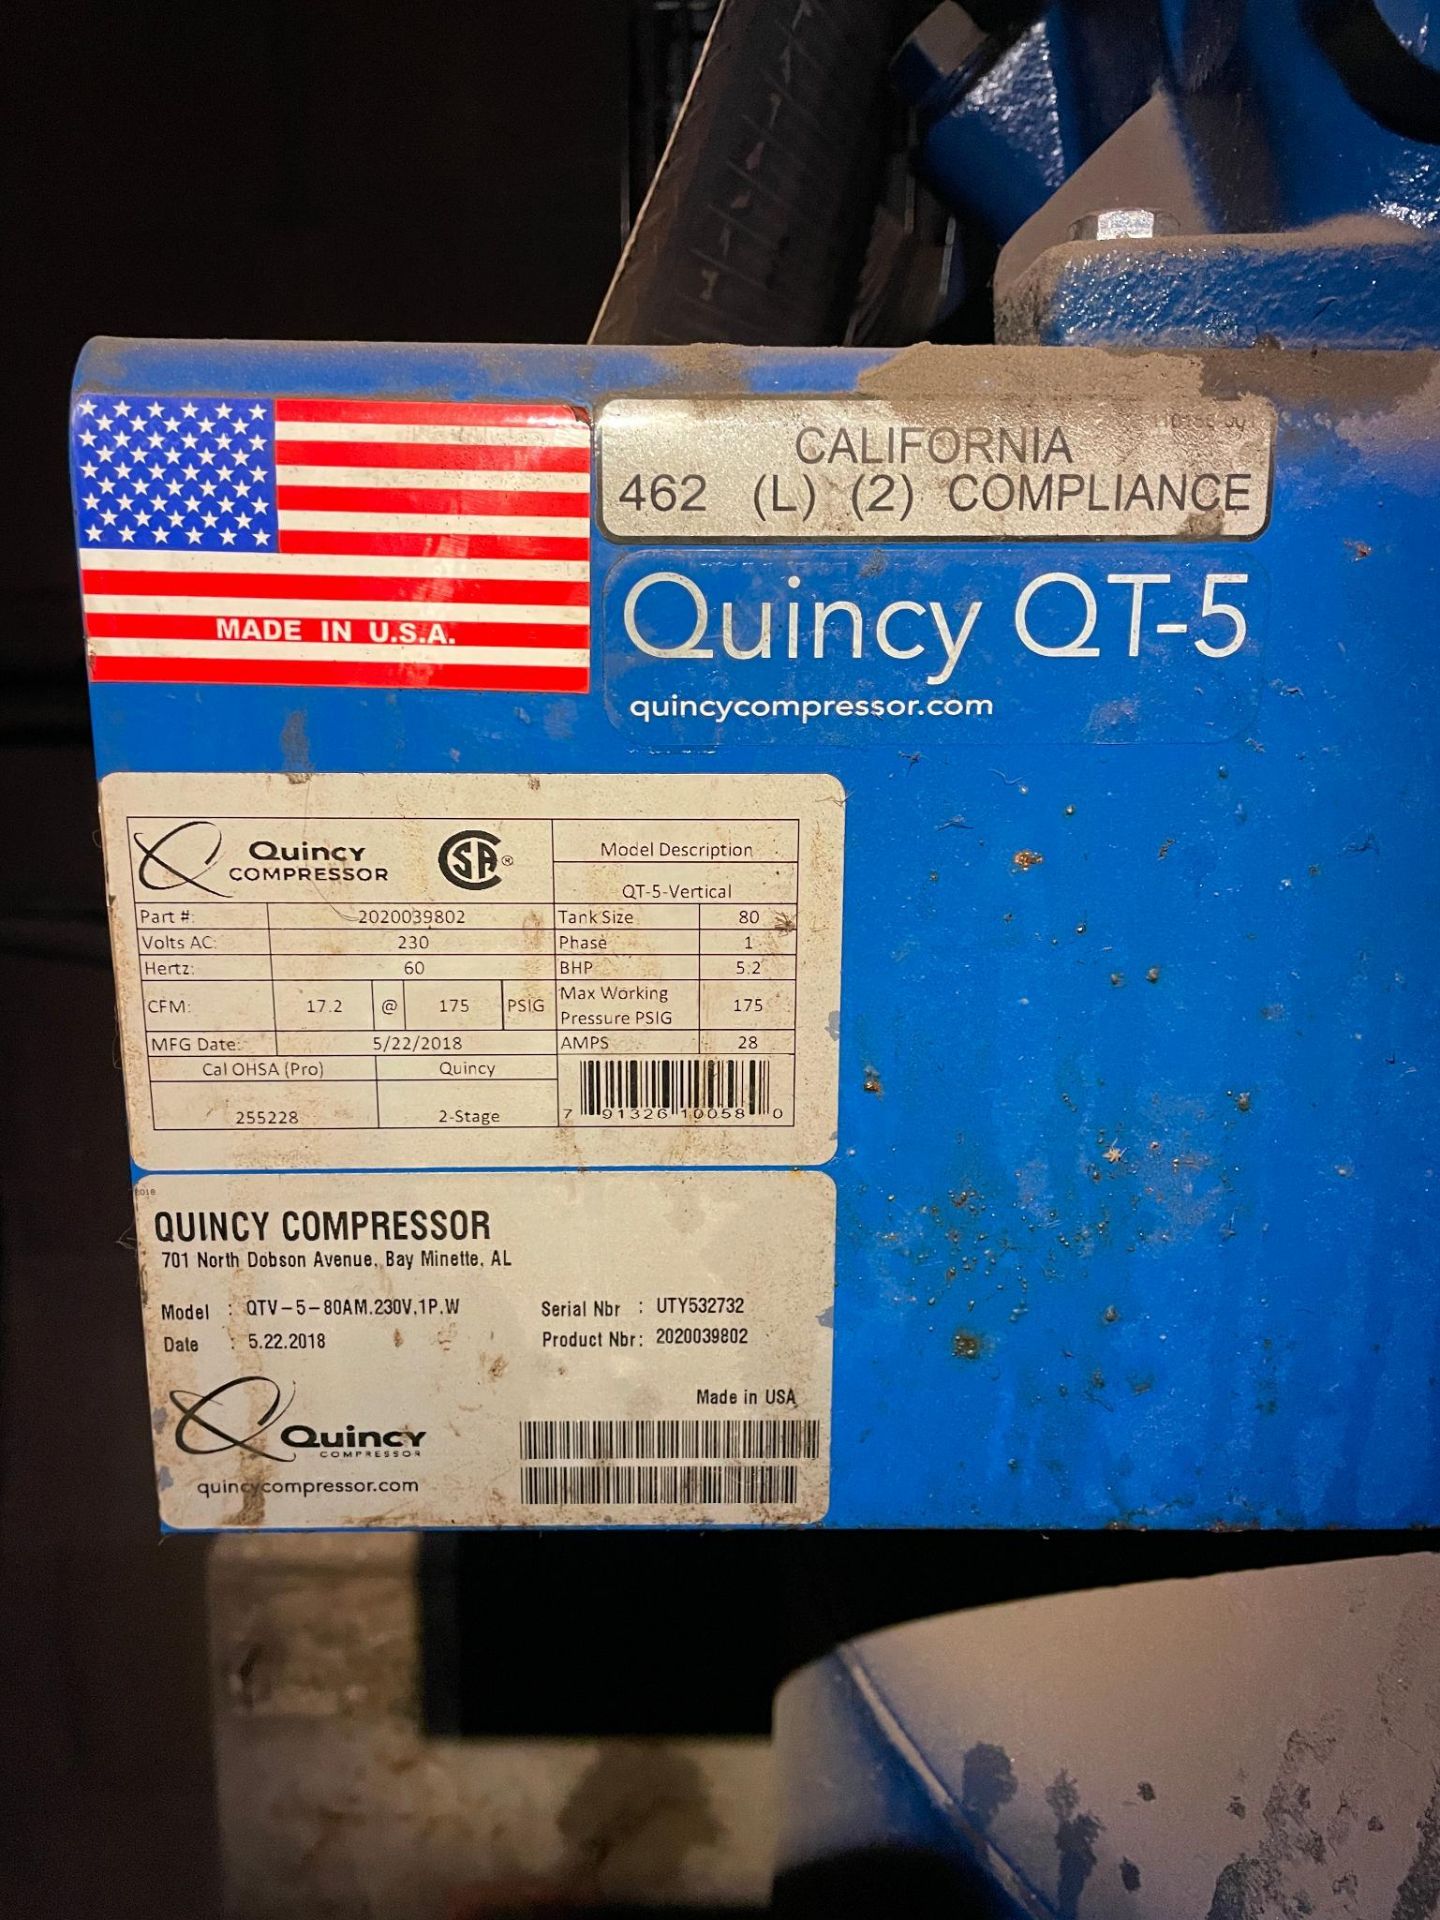 MADE IN U.S.A.
CALIFORNIA
462 (L) (2) COMPLIANCE
Quincy QT-5
quincycompressor.com
Quincy COMPRESSOR
SA ®
Model Description
QT-5-Vertical
Part #: 2020039802 Tank Size 80
Volts AC: 230 Phase 1
Hertz: 60 BHP 5.2
CFM: 17.2 @ 175 PSIG Max Working Pressure PSIG 175
MFG Date: 5/22/2018 AMPS 28
Cal OHSA (Pro) Quincy
255228 2-Stage
7 91326 10058 0
2018
QUINCY COMPRESSOR
701 North Dobson Avenue, Bay Minette, AL
Model : QTV-5-80AM.230V.1P.W Serial Nbr : UTY532732
Date : 5.22.2018 Product Nbr: 2020039802
Made in USA
Quincy
COMPRESSOR
quincycompressor.com